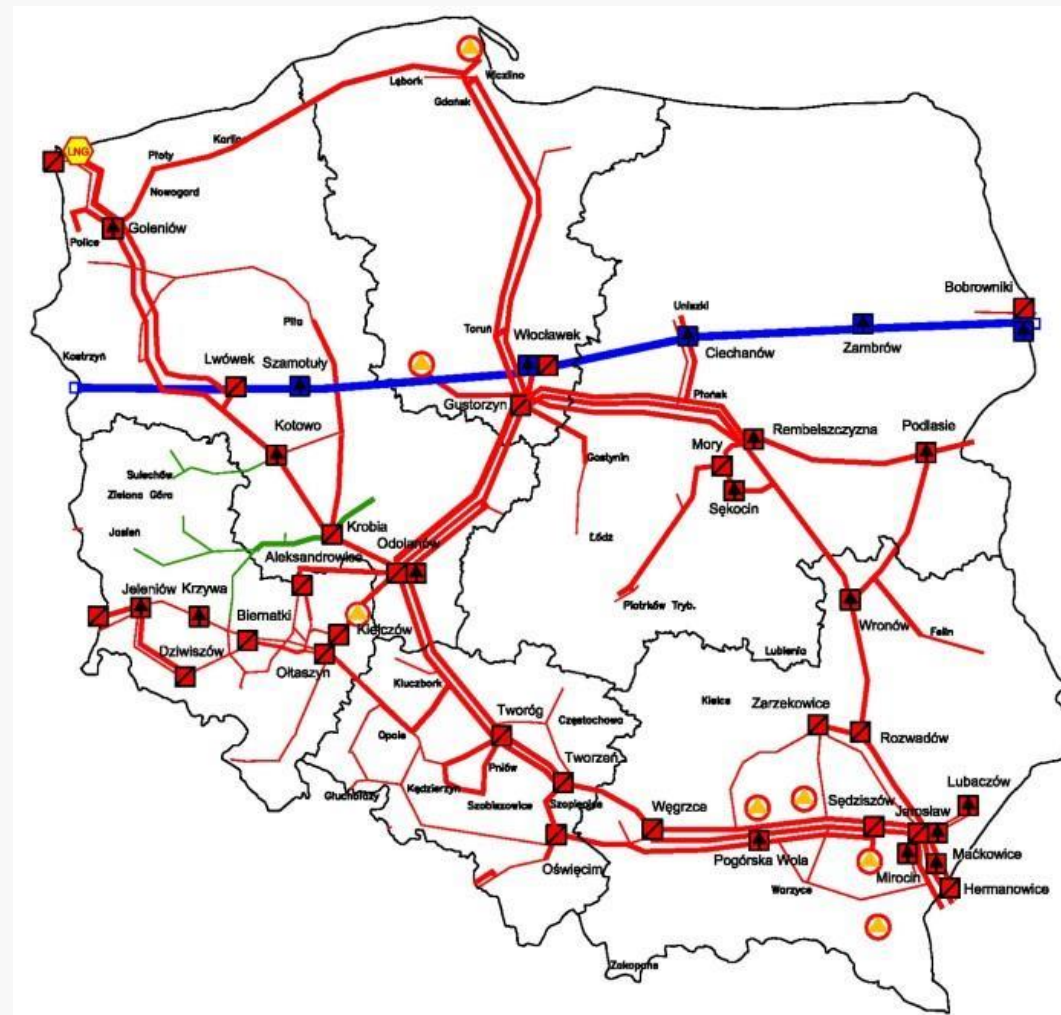 Wiczlino
Lębork
Gdańsk
Karlino
LNG
Płoty
Nowogard
Goleniów
Police
Bobrowniki
Uniszki
Piła
Toruń
Włocławek
Ciechanów
Zambrów
Kostrzyń
Lwówek
Szamotuły
Płońsk
Gustorzyn
Kotowo
Rembelszczyzna
Podlasie
Mory
Gostynin
Sulechów
Sękocin
Zielona Góra
Krobia
Jasień
Odolanów
Łódź
Aleksandrowice
Jeleniów
Krzywa
Piotrków Tryb.
Biernatki
Kiełczów
Wronów
Felin
Dziwiszów
Ołtaszyn
Lubienia
Kluczbork
Kielce
Zarzekowice
Tworóg
Częstochowa
Rozwadów
Opole
Tworzeń
Pniów
Lubaczów
Kędzierzyn
Głuchołazy
Szobiszowice
Szopienice
Węgrzce
Sędziszów
Jarosław
Oświęcim
Pogórska Wola
Maćkowice
Mirocin
Warzyce
Hermanowice
Zakopane